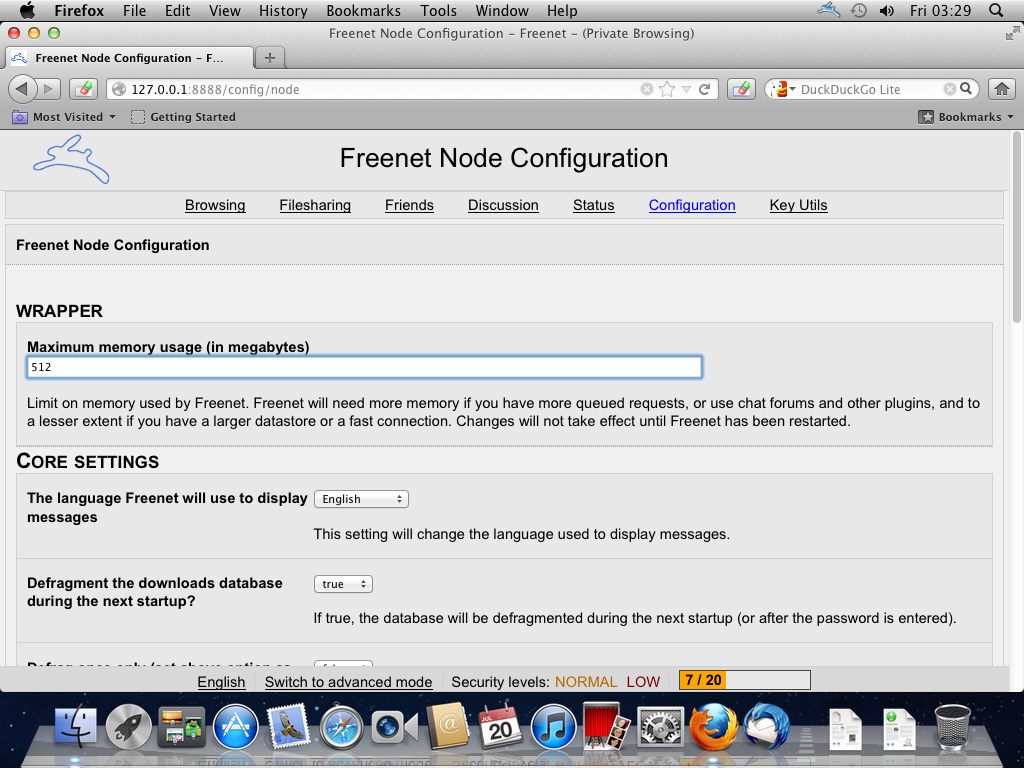 Firefox File Edit View History Bookmarks Tools Window Help Fri 03:29
Freenet Node Configuration – Freenet – (Private Browsing)
Freenet Node Configuration – F...
127.0.0.1:8888/config/node DuckDuckGo Lite
Most Visited Getting Started Bookmarks
Freenet Node Configuration
Browsing Filesharing Friends Discussion Status Configuration Key Utils
Freenet Node Configuration
WRAPPER
Maximum memory usage (in megabytes)
512
Limit on memory used by Freenet. Freenet will need more memory if you have more queued requests, or use chat forums and other plugins, and to
a lesser extent if you have a larger datastore or a fast connection. Changes will not take effect until Freenet has been restarted.
CORE SETTINGS
The language Freenet will use to display English
messages
This setting will change the language used to display messages.
Defragment the downloads database true
during the next startup?
If true, the database will be defragmented during the next startup (or after the password is entered).
English Switch to advanced mode Security levels: NORMAL LOW 7 / 20
JUL
20